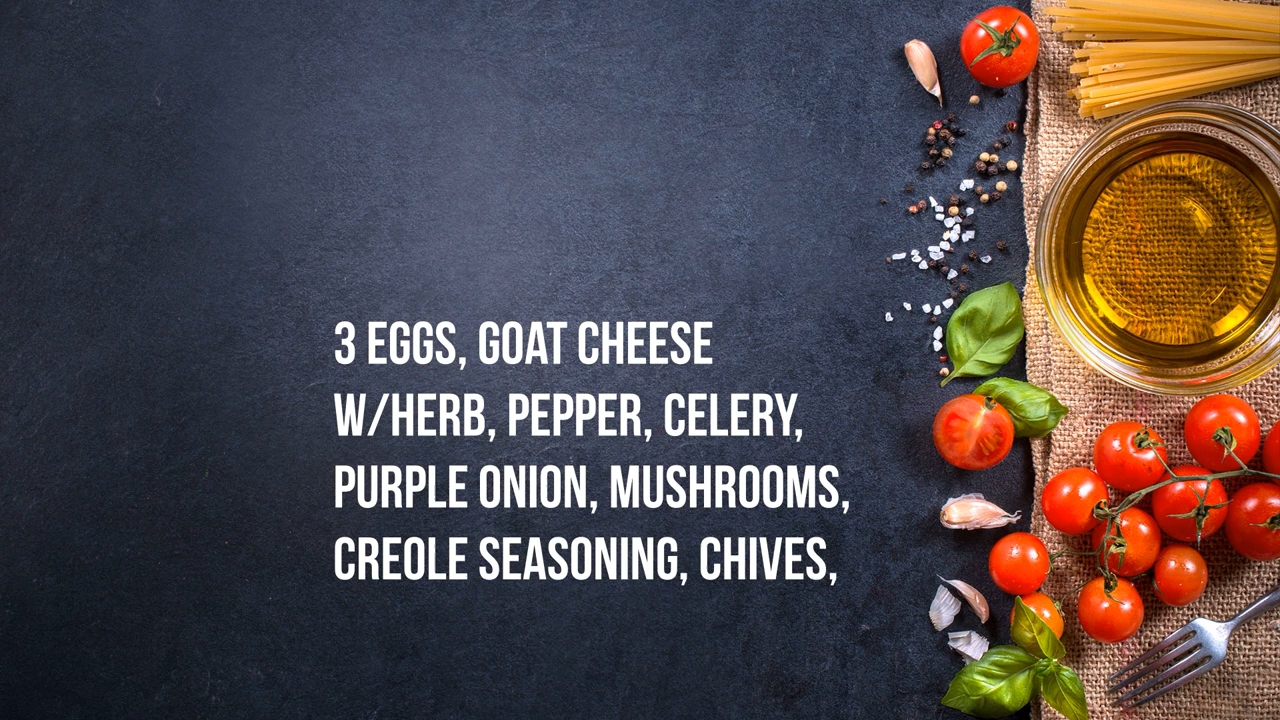 3 EGGS, GOAT CHEESE
W/HERB, PEPPER, CELERY,
PURPLE ONION, MUSHROOMS,
CREOLE SEASONING, CHIVES,